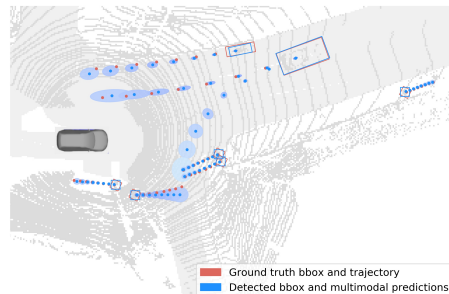 Ground truth bbox and trajectory
Detected bbox and multimodal predictions